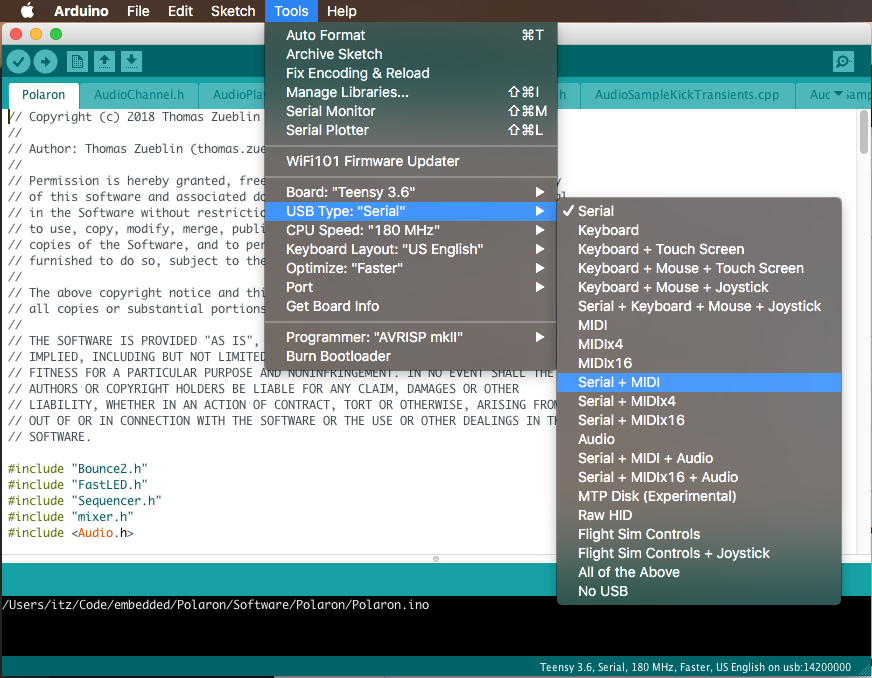 Arduino File Edit Sketch Tools Help
Auto Format ⌘T
Archive Sketch
Fix Encoding & Reload
Manage Libraries... ⇧⌘I
Serial Monitor ⇧⌘M
Serial Plotter ⇧⌘L
WiFi101 Firmware Updater
Board: "Teensy 3.6"
USB Type: "Serial"
CPU Speed: "180 MHz"
Keyboard Layout: "US English"
Optimize: "Faster"
Port
Get Board Info
Programmer: "AVRISP mkII"
Burn Bootloader
✓ Serial
Keyboard
Keyboard + Touch Screen
Keyboard + Mouse + Touch Screen
Keyboard + Mouse + Joystick
Serial + Keyboard + Mouse + Joystick
MIDI
MIDIx4
MIDIx16
Serial + MIDI
Serial + MIDIx4
Serial + MIDIx16
Audio
Serial + MIDI + Audio
Serial + MIDIx16 + Audio
MTP Disk (Experimental)
Raw HID
Flight Sim Controls
Flight Sim Controls + Joystick
All of the Above
No USB
Polaron AudioChannel.h AudioPla h AudioSampleKickTransients.cpp Auc
// Copyright (c) 2018 Thomas Zueblin
//
// Author: Thomas Zueblin (thomas.zue
//
// Permission is hereby granted, free
// of this software and associated do
// in the Software without restrictio
// to use, copy, modify, merge, publi
// copies of the Software, and to per
// furnished to do so, subject to the
//
// The above copyright notice and thi
// all copies or substantial portions
//
// THE SOFTWARE IS PROVIDED "AS IS",
// IMPLIED, INCLUDING BUT NOT LIMITED
// FITNESS FOR A PARTICULAR PURPOSE AND NONINFRINGEMENT. IN NO EVENT SHALL THE
// AUTHORS OR COPYRIGHT HOLDERS BE LIABLE FOR ANY CLAIM, DAMAGES OR OTHER
// LIABILITY, WHETHER IN AN ACTION OF CONTRACT, TORT OR OTHERWISE, ARISING FROM
// OUT OF OR IN CONNECTION WITH THE SOFTWARE OR THE USE OR OTHER DEALINGS IN TH
// SOFTWARE.
#include "Bounce2.h"
#include "FastLED.h"
#include "Sequencer.h"
#include "mixer.h"
#include <Audio.h>
/Users/itz/Code/embedded/Polaron/Software/Polaron/Polaron.ino
Teensy 3.6, Serial, 180 MHz, Faster, US English on usb:14200000